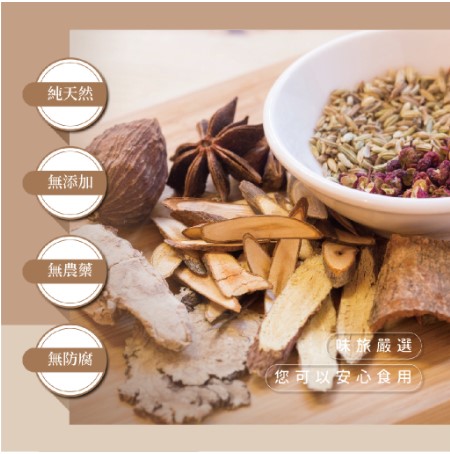 純天然
無添加
無農藥
無防腐
味旅嚴選
您可以安心食用